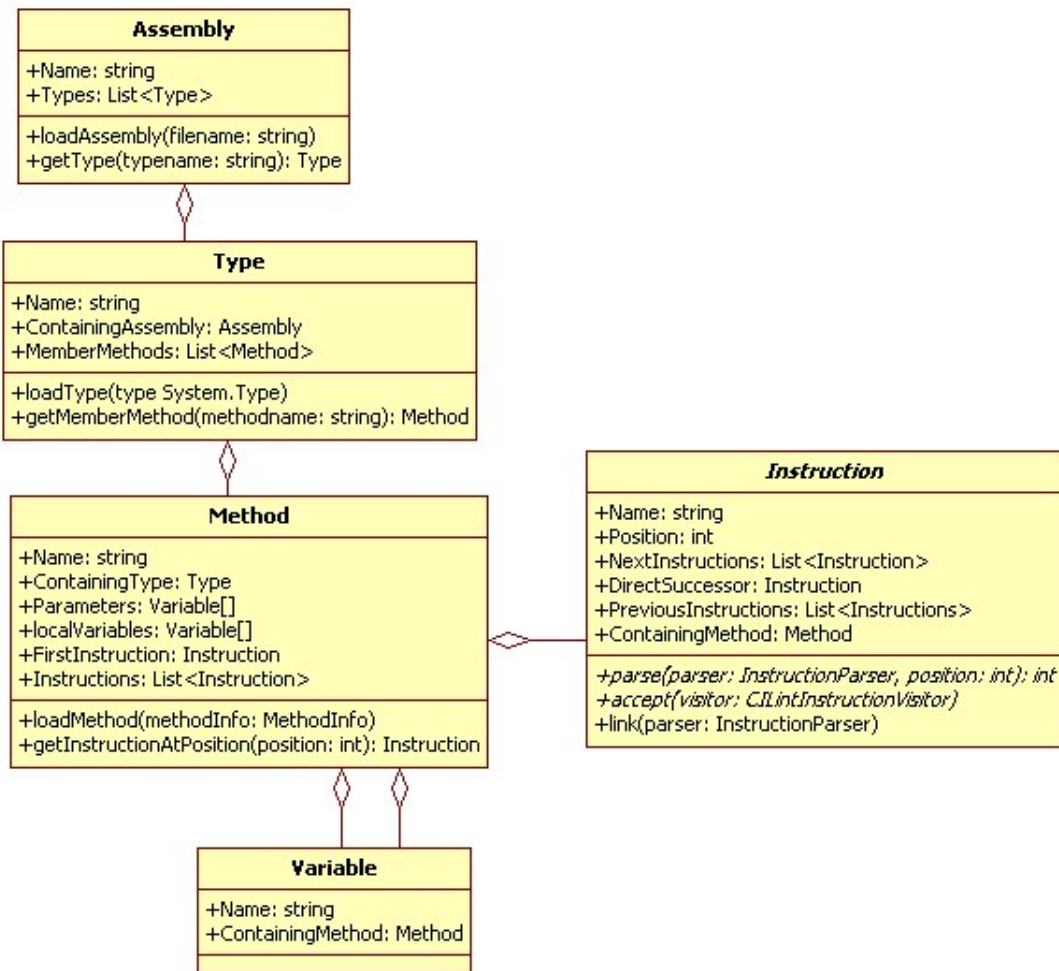 Assembly
+Name: string
+Types: List<Type>
+loadAssembly(filename: string)
+getType(typename: string): Type
Type
+Name: string
+ContainingAssembly: Assembly
+MemberMethods: List<Method>
+loadType(type System.Type)
+getMemberMethod(methodname: string): Method
Method
+Name: string
+ContainingType: Type
+Parameters: Variable[]
+localVariables: Variable[]
+FirstInstruction: Instruction
+Instructions: List<Instruction>
+loadMethod(methodInfo: MethodInfo)
+getInstructionAtPosition(position: int): Instruction
Instruction
+Name: string
+Position: int
+NextInstructions: List<Instruction>
+DirectSuccessor: Instruction
+PreviousInstructions: List<Instructions>
+ContainingMethod: Method
+parse(parser: InstructionParser, position: int): int
+accept(visitor: CILintInstructionVisitor)
+link(parser: InstructionParser)
Variable
+Name: string
+ContainingMethod: Method